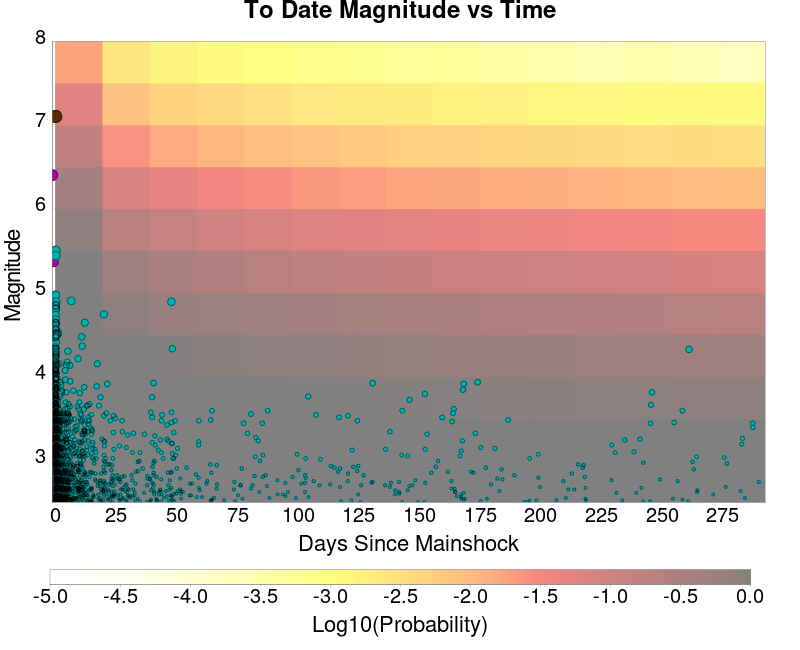 To Date Magnitude vs Time
8
7
6
5
4
3
Magnitude
0 25 50 75 100 125 150 175 200 225 250 275
Days Since Mainshock
-5.0 -4.5 -4.0 -3.5 -3.0 -2.5 -2.0 -1.5 -1.0 -0.5 0.0
Log10(Probability)